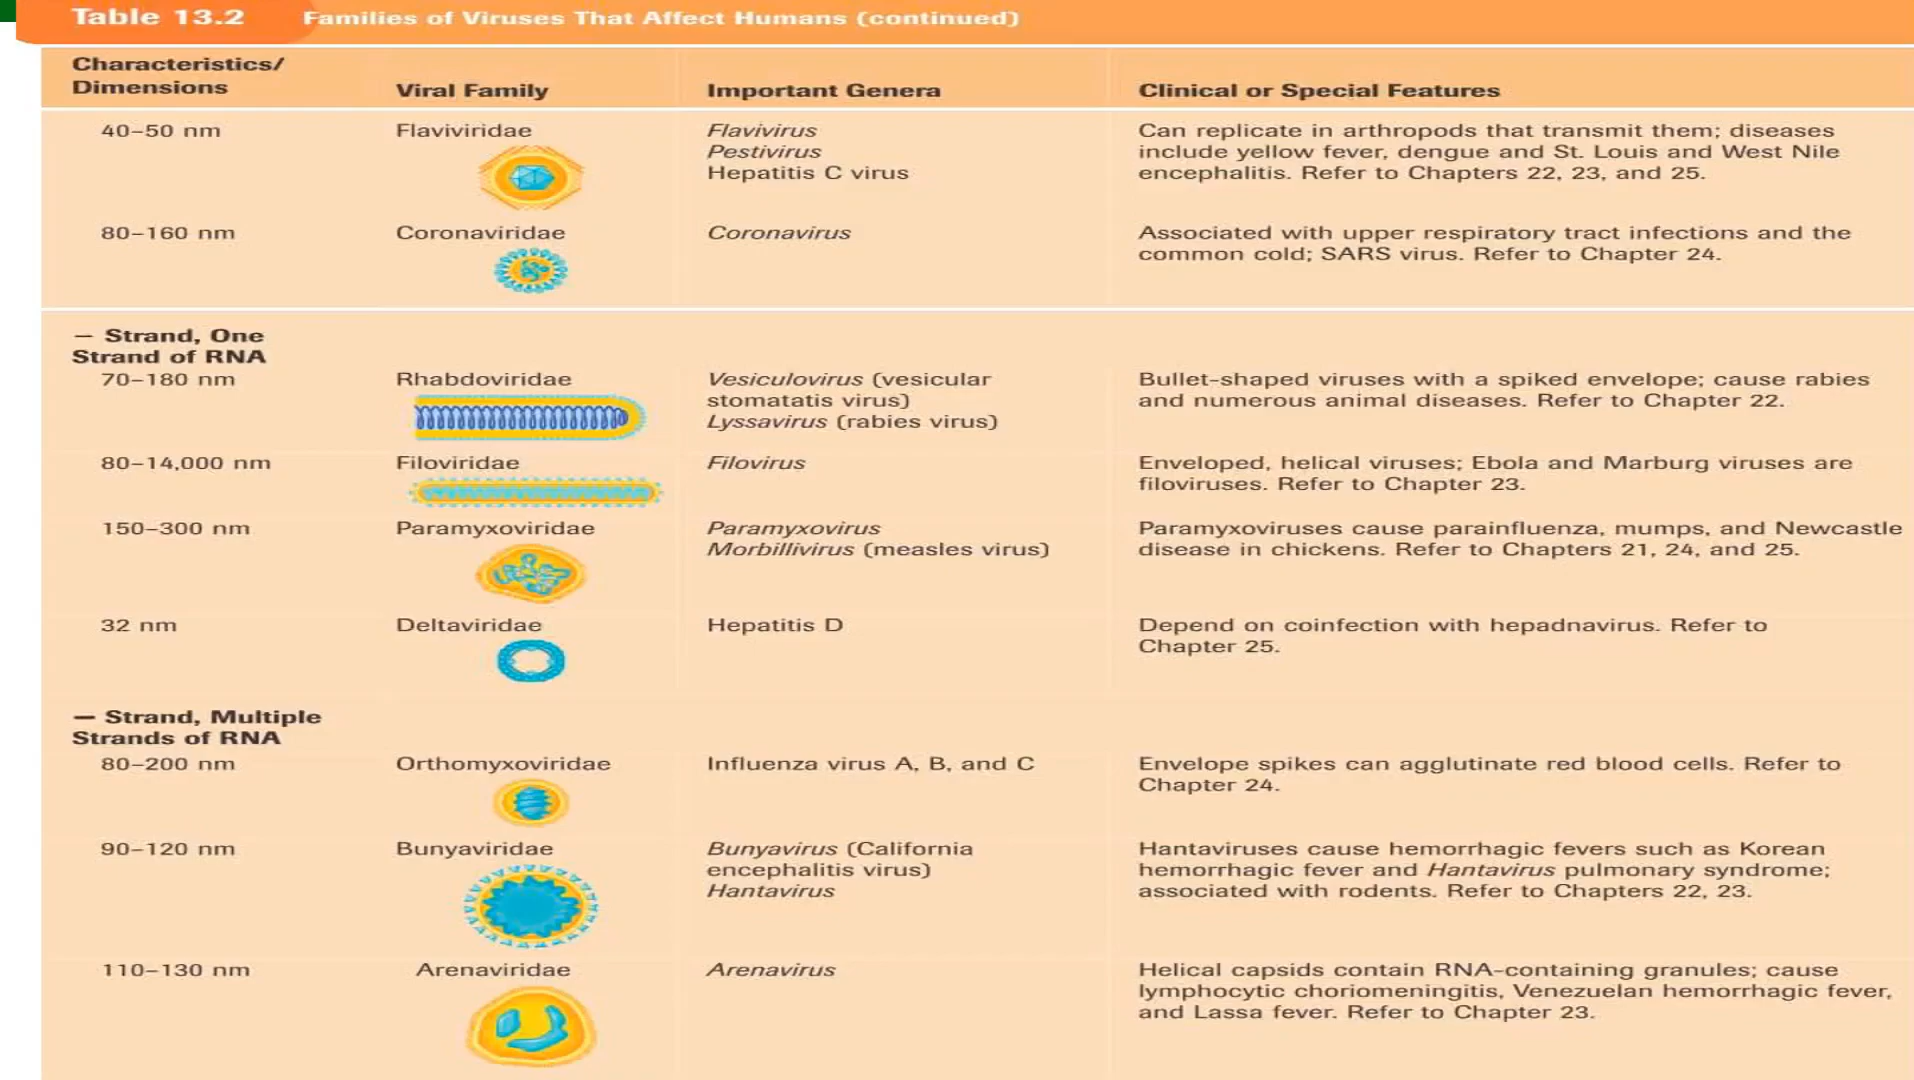 Table 13.2 Families of Viruses That Affect Humans (continued)
Characteristics/
Dimensions Viral Family Important Genera Clinical or Special Features
40–50 nm Flaviviridae Flavivirus Can replicate in arthropods that transmit them; diseases
Pestivirus include yellow fever, dengue and St. Louis and West Nile
Hepatitis C virus encephalitis. Refer to Chapters 22, 23, and 25.
80–160 nm Coronaviridae Coronavirus Associated with upper respiratory tract infections and the
common cold; SARS virus. Refer to Chapter 24.
— Strand, One
Strand of RNA
70–180 nm Rhabdoviridae Vesiculovirus (vesicular Bullet-shaped viruses with a spiked envelope; cause rabies
stomatatis virus) and numerous animal diseases. Refer to Chapter 22.
Lyssavirus (rabies virus)
80–14,000 nm Filoviridae Filovirus Enveloped, helical viruses; Ebola and Marburg viruses are
filoviruses. Refer to Chapter 23.
150–300 nm Paramyxoviridae Paramyxovirus Paramyxoviruses cause parainfluenza, mumps, and Newcastle
Morbillivirus (measles virus) disease in chickens. Refer to Chapters 21, 24, and 25.
32 nm Deltaviridae Hepatitis D Depend on coinfection with hepadnavirus. Refer to
Chapter 25.
— Strand, Multiple
Strands of RNA
80–200 nm Orthomyxoviridae Influenza virus A, B, and C Envelope spikes can agglutinate red blood cells. Refer to
Chapter 24.
90–120 nm Bunyaviridae Bunyavirus (California Hantaviruses cause hemorrhagic fevers such as Korean
encephalitis virus) hemorrhagic fever and Hantavirus pulmonary syndrome;
Hantavirus associated with rodents. Refer to Chapters 22, 23.
110–130 nm Arenaviridae Arenavirus Helical capsids contain RNA-containing granules; cause
lymphocytic choriomeningitis, Venezuelan hemorrhagic fever,
and Lassa fever. Refer to Chapter 23.